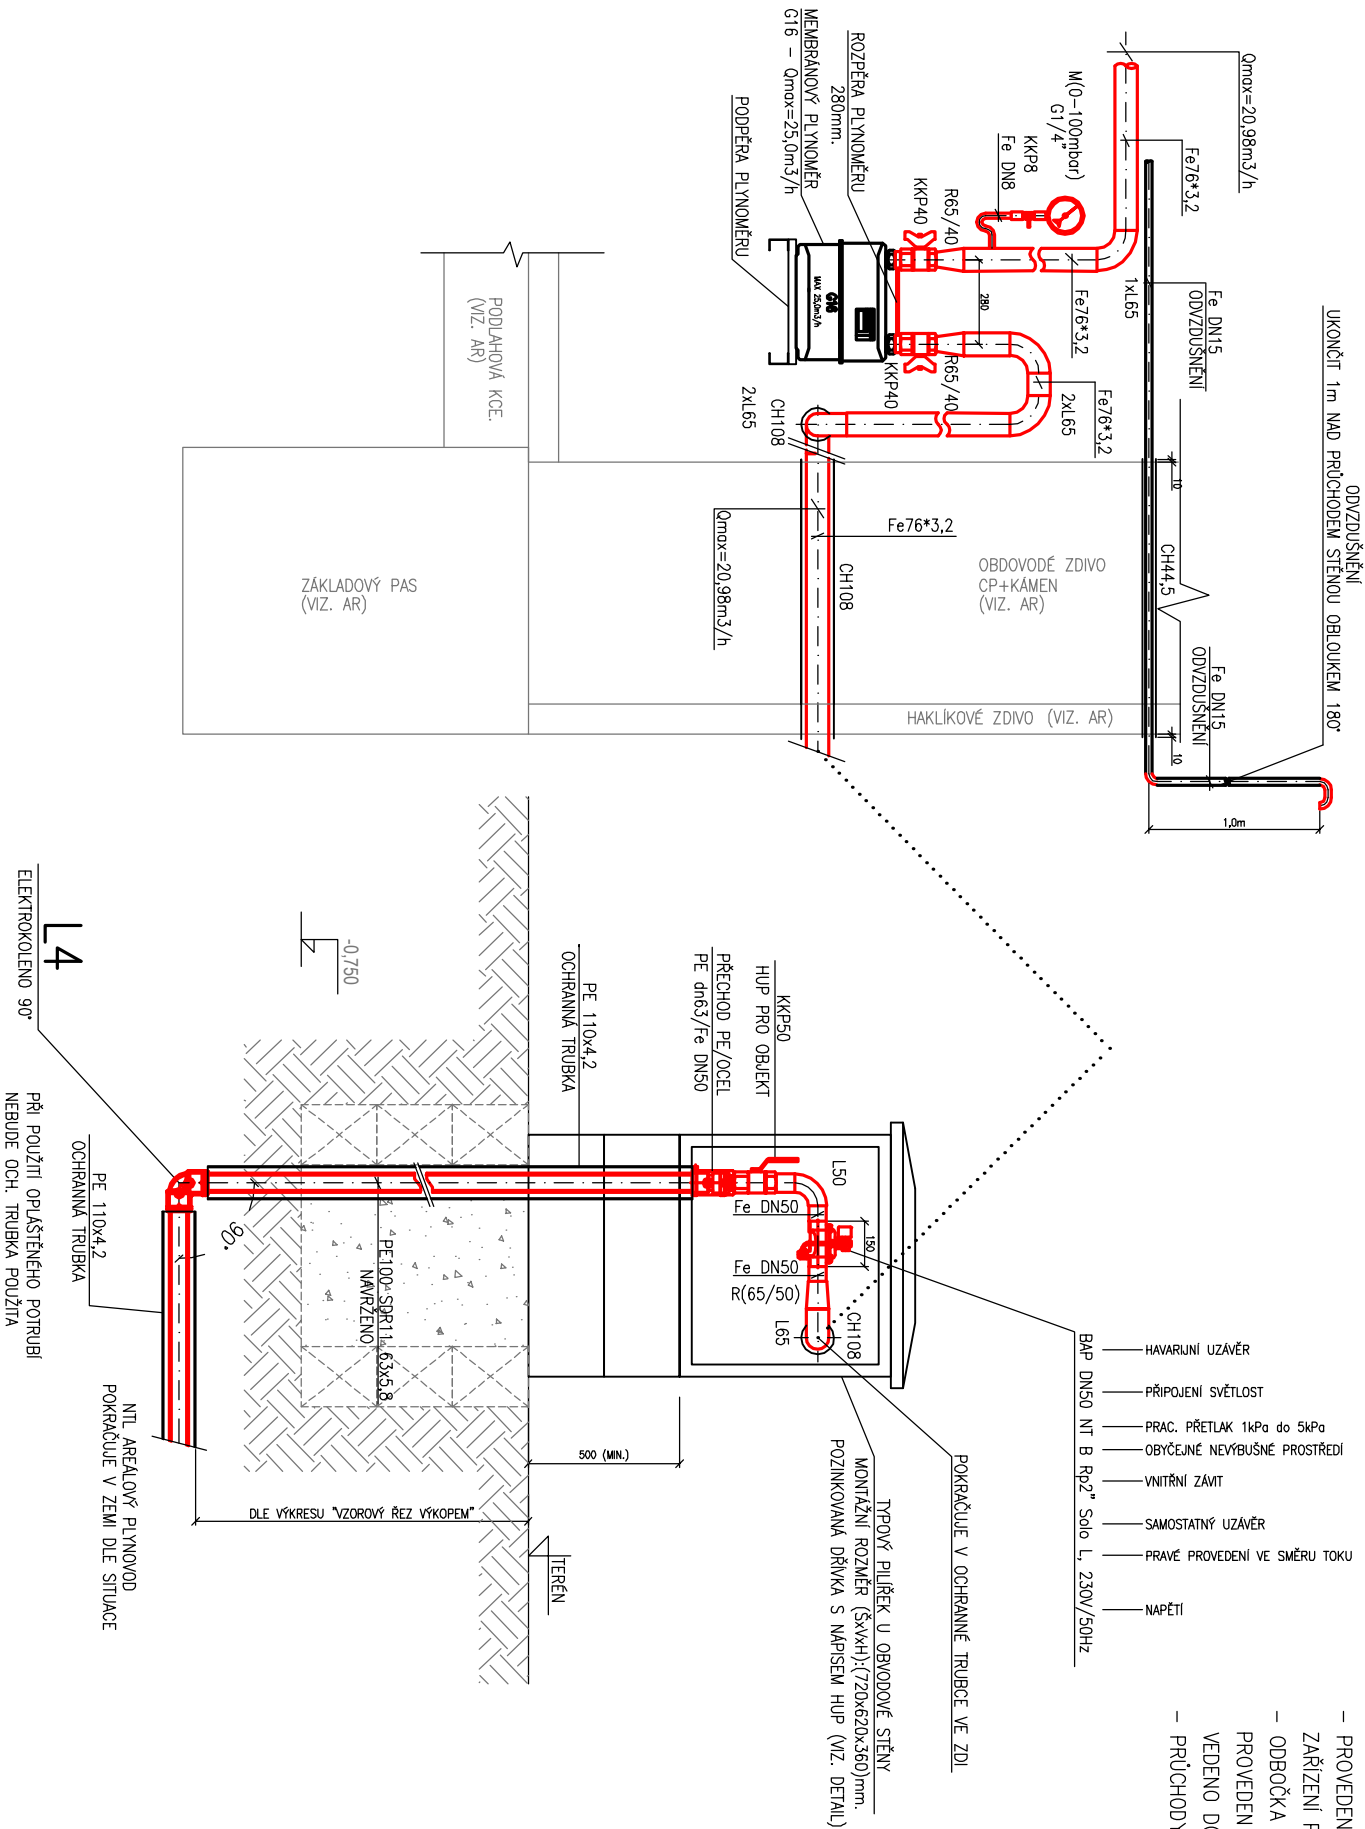 Qmax=20,98m3/h
Fe76*3,2
M(0-100mbar)
G1/4"
KKP8
Fe DN8
ROZPĚRA PLYNOMĚRU
280mm.
MEMBRÁNOVÝ PLYNOMĚR
G16 - Qmax=25,0m3/h
PODPĚRA PLYNOMĚRU
R65/40
KKP40
G16
MAX 25,0m3/h
280
1xL65
Fe76*3,2
Fe DN15
ODVZDUŠNĚNÍ
R65/40
KKP40
2xL65
Fe76*3,2
2xL65
CH108
ODVZDUŠNĚNÍ
UKONČIT 1m NAD PRŮCHODEM STĚNOU OBLOUKEM 180°
10
CH44,5
PODLAHOVÁ KCE.
(VIZ. AR)
ZÁKLADOVÝ PAS
(VIZ. AR)
Qmax=20,98m3/h
Fe76*3,2
CH108
OBDOVODÉ ZDIVO
CP+KÁMEN
(VIZ. AR)
HAKLÍKOVÉ ZDIVO (VIZ. AR)
Fe DN15
ODVZDUŠNĚNÍ
10
1,0m
L4
ELEKTROKOLENO 90°
-0,750
PE 110x4,2
OCHRANNÁ TRUBKA
PŘECHOD PE/OCEL
PE dn63/Fe DN50
KKP50
HUP PRO OBJEKT
L50
Fe DN50
150
Fe DN50
R(65/50)
L65
CH108
PE 110x4,2
OCHRANNÁ TRUBKA
90°
PE100 SDR11 63x5,8
NAVRŽENO
PŘI POUŽITÍ OPLÁŠTĚNÉHO POTRUBÍ
NEBUDE OCH. TRUBKA POUŽITA
NTL AREÁLOVÝ PLYNOVOD
POKRAČUJE V ZEMI DLE SITUACE
DLE VÝKRESU "VZOROVÝ ŘEZ VÝKOPEM"
500 (MIN.)
TERÉN
TYPOVÝ PILÍŘEK U OBVODOVÉ STĚNY
MONTÁŽNÍ ROZMĚR (ŠxVxH):(720x620x360)mm.
POZINKOVANÁ DŘÍVKA S NÁPISEM HUP (VIZ. DETAIL)
POKRAČUJE V OCHRANNÉ TRUBCE VE ZDI
BAP DN50 NT B Rp2" Solo L, 230V/50Hz
HAVARIJNÍ UZÁVĚR
PŘIPOJENÍ SVĚTLOST
PRAC. PŘETLAK 1kPa do 5kPa
OBYČEJNÉ NEVÝBUŠNÉ PROSTŘEDÍ
VNITŘNÍ ZÁVIT
SAMOSTATNÝ UZÁVĚR
PRAVÉ PROVEDENÍ VE SMĚRU TOKU
NAPĚTÍ
- PROVEDEN
ZAŘÍZENÍ
- ODBOČKA
PROVEDEN
VEDENO
- PRŮCHODY